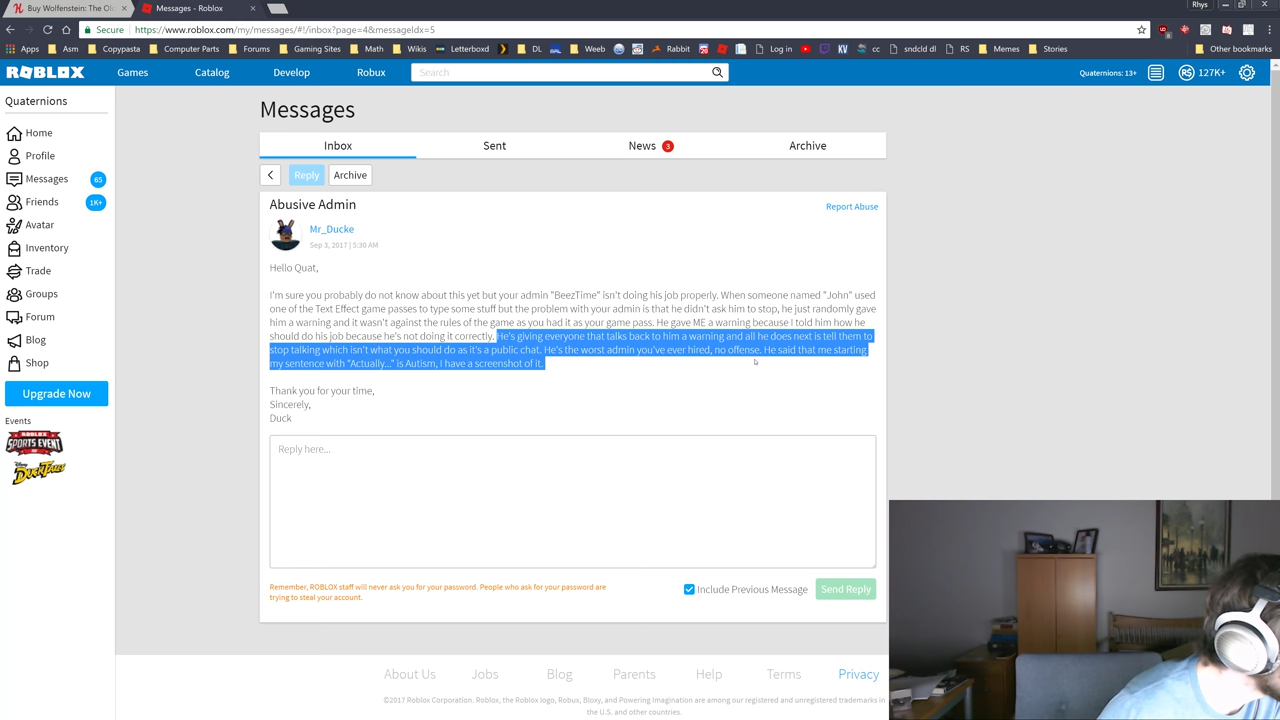 Buy Wolfenstein: The Old
Messages - Roblox
Rhys
Secure
https://www.roblox.com/my/messages/#!/inbox?page=4&messageIdx=5
Apps
Asm
Copypasta
Computer Parts
Forums
Gaming Sites
Math
Wiki
Letterboxd
DL
Weeb
Rabbit
Log in
KV
cc
sndcld dl
RS
Memes
Stories
Other bookmarks
ROBLOX
Games
Catalog
Develop
Robux
Search
Quaternions: 13+
127K+
Quaternions
Home
Profile
Messages 65
Friends 1K+
Avatar
Inventory
Trade
Groups
Forum
Blog
Shop
Upgrade Now
Events
ROBLOX
SPORTS EVENT
DUCKTALES
Messages
Inbox
Sent
News 3
Archive
Reply
Archive
Abusive Admin
Report Abuse
Mr_Ducke
Sep 3, 2017 | 5:30 AM
Hello Quat,
I'm sure you probably do not know about this yet but your admin "BeezTime" isn't doing his job properly. When someone named "John" used
one of the Text Effect game passes to type some stuff but the problem with your admin is that he didn't ask him to stop, he just randomly gave
him a warning and it wasn't against the rules of the game as you had it as your game pass. He gave ME a warning because I told him how he
should do his job because he's not doing it correctly. He's giving everyone that talks back to him a warning and all he does next is tell them to
stop talking which isn't what you should do as it's a public chat. He's the worst admin you've ever hired, no offense. He said that me starting
my sentence with "Actually..." is Autism, I have a screenshot of it.
Thank you for your time,
Sincerely,
Duck
Reply here...
Remember, ROBLOX staff will never ask you for your password. People who ask for your password are
trying to steal your account.
Include Previous Message
Send Reply
About Us
Jobs
Blog
Parents
Help
Terms
Privacy
©2017 Roblox Corporation. Roblox, the Roblox logo, Robux, Bloxy, and Powering Imagination are among our registered and unregistered trademarks in
the U.S. and other countries.